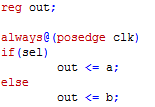 reg out;
always@(posedge clk)
if(sel)
out <= a;
else
out <= b;